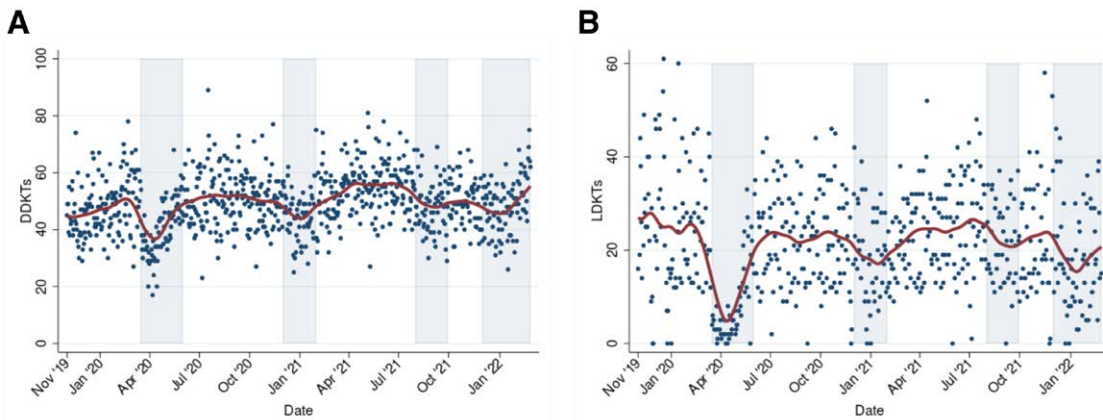 A
DDKTs
100
80
60
40
20
0
Nov '19
Jan '20
Apr '20
Jul '20
Oct '20
Jan '21
Apr '21
Jul '21
Oct '21
Jan '22
Date
B
LDKTs
60
40
20
0
Nov '19
Jan '20
Apr '20
Jul '20
Oct '20
Jan '21
Apr '21
Jul '21
Oct '21
Jan '22
Date